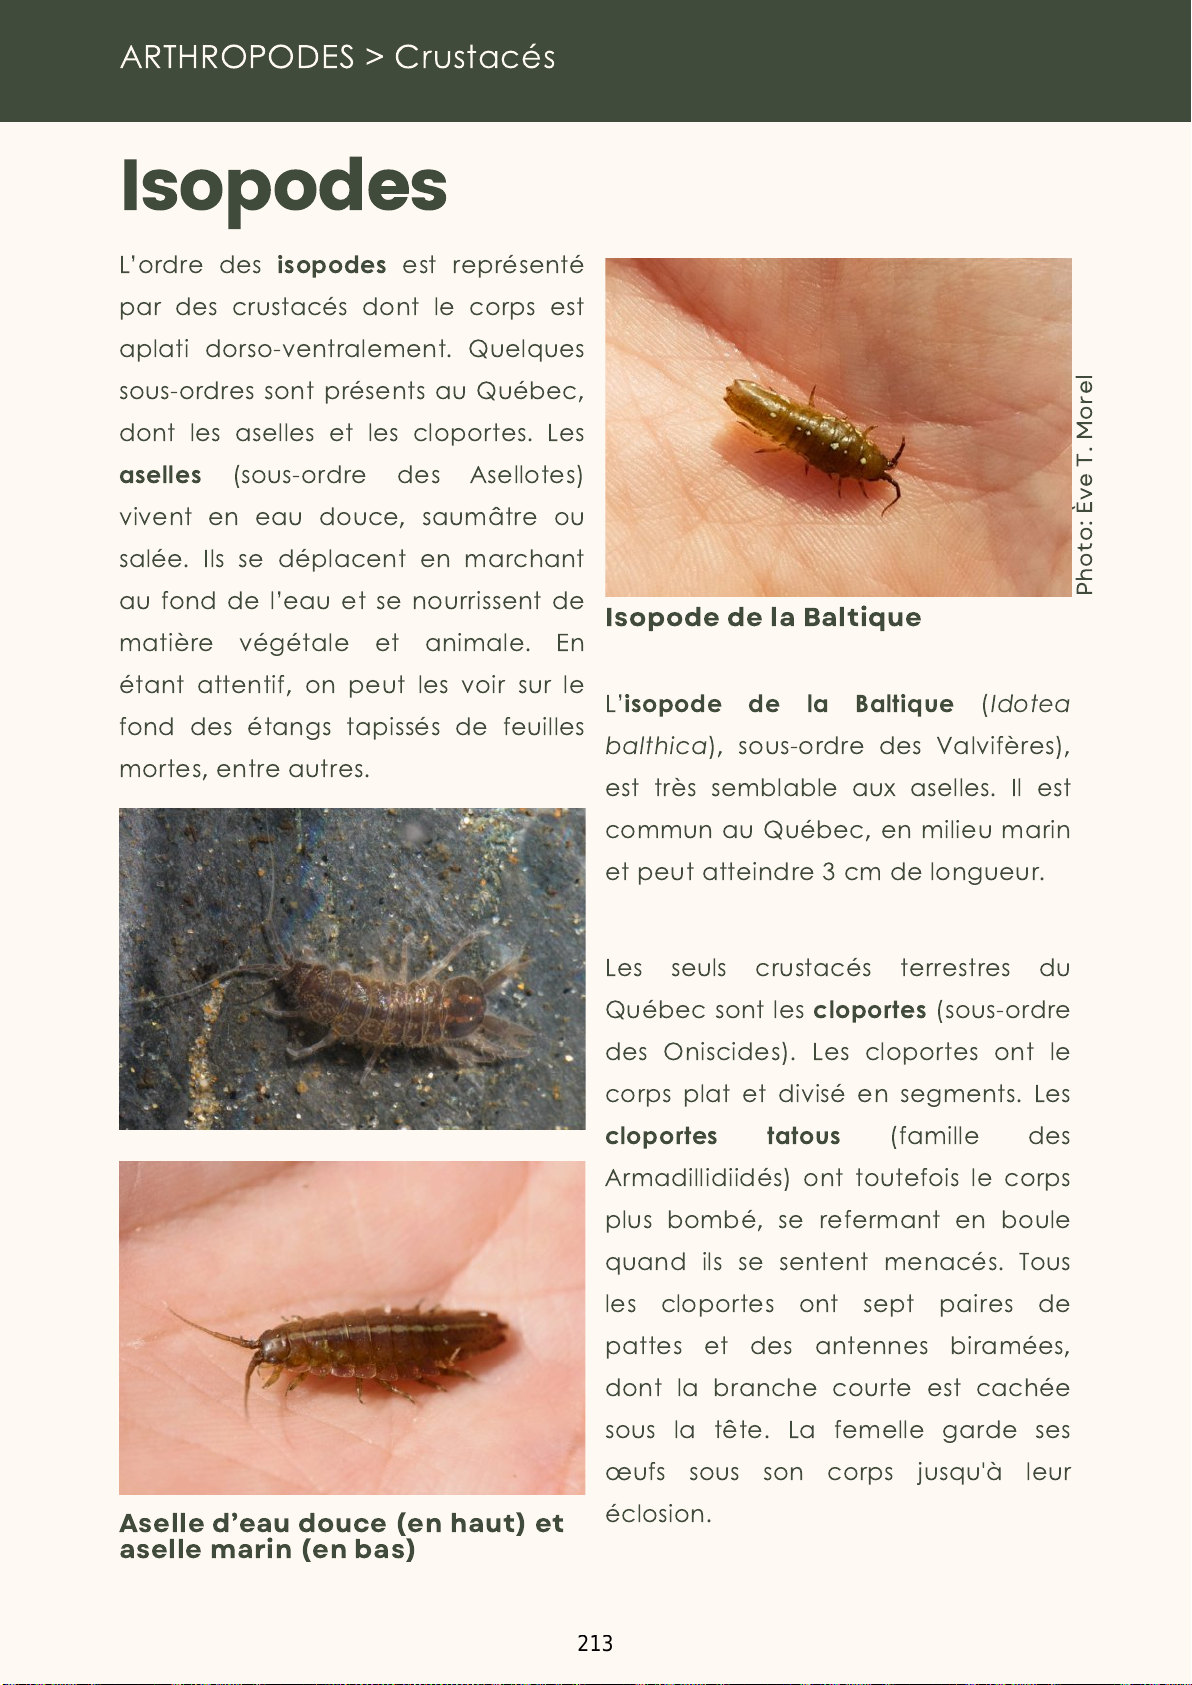 ARTHROPODES > Crustacés
Isopodes
L'ordre des isopodes est représenté
par des crustacés dont le corps est
aplati dorso-ventralement. Quelques
sous-ordres sont présents au Québec,
dont les aselles et les cloportes. Les
aselles (sous-ordre des Asellotes)
vivent en eau douce, saumâtre ou
salée. Ils se déplacent en marchant
au fond de l'eau et se nourrissent de
matière végétale et animale. En
étant attentif, on peut les voir sur le
fond des étangs tapissés de feuilles
mortes, entre autres.
Aselle d’eau douce (en haut) et
aselle marin (en bas)
Photo: Ève T. Morel
Isopode de la Baltique
L'isopode de la Baltique (Idotea
balthica), sous-ordre des Valvifères),
est très semblable aux aselles. Il est
commun au Québec, en milieu marin
et peut atteindre 3 cm de longueur.
Les seuls crustacés terrestres du
Québec sont les cloportes (sous-ordre
des Oniscides). Les cloportes ont le
corps plat et divisé en segments. Les
cloportes tatous (famille des
Armadillidiidés) ont toutefois le corps
plus bombé, se refermant en boule
quand ils se sentent menacés. Tous
les cloportes ont sept paires de
pattes et des antennes biramées,
dont la branche courte est cachée
sous la tête. La femelle garde ses
œufs sous son corps jusqu'à leur
éclosion.
213